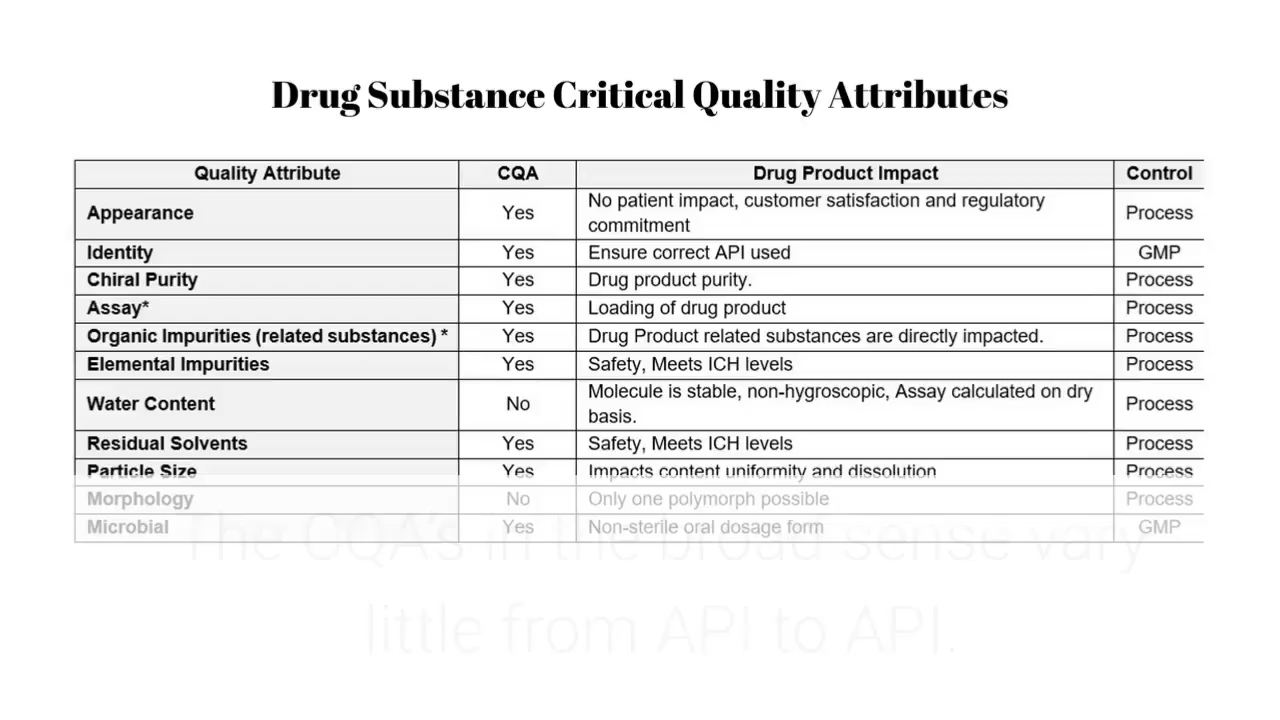 Drug Substance Critical Quality Attributes
Quality Attribute CQA Drug Product Impact Control
Appearance Yes No patient impact, customer satisfaction and regulatory commitment Process
Identity Yes Ensure correct API used GMP
Chiral Purity Yes Drug product purity. Process
Assay* Yes Loading of drug product Process
Organic Impurities (related substances) * Yes Drug Product related substances are directly impacted. Process
Elemental Impurities Yes Safety, Meets ICH levels Process
Water Content No Molecule is stable, non-hygroscopic, Assay calculated on dry basis. Process
Residual Solvents Yes Safety, Meets ICH levels Process
Particle Size Yes Impacts content uniformity and dissolution Process
Morphology No Only one polymorph possible Process
Microbial Yes Non-sterile oral dosage form GMP
The CQA's in the broad sense vary
little from API to API.